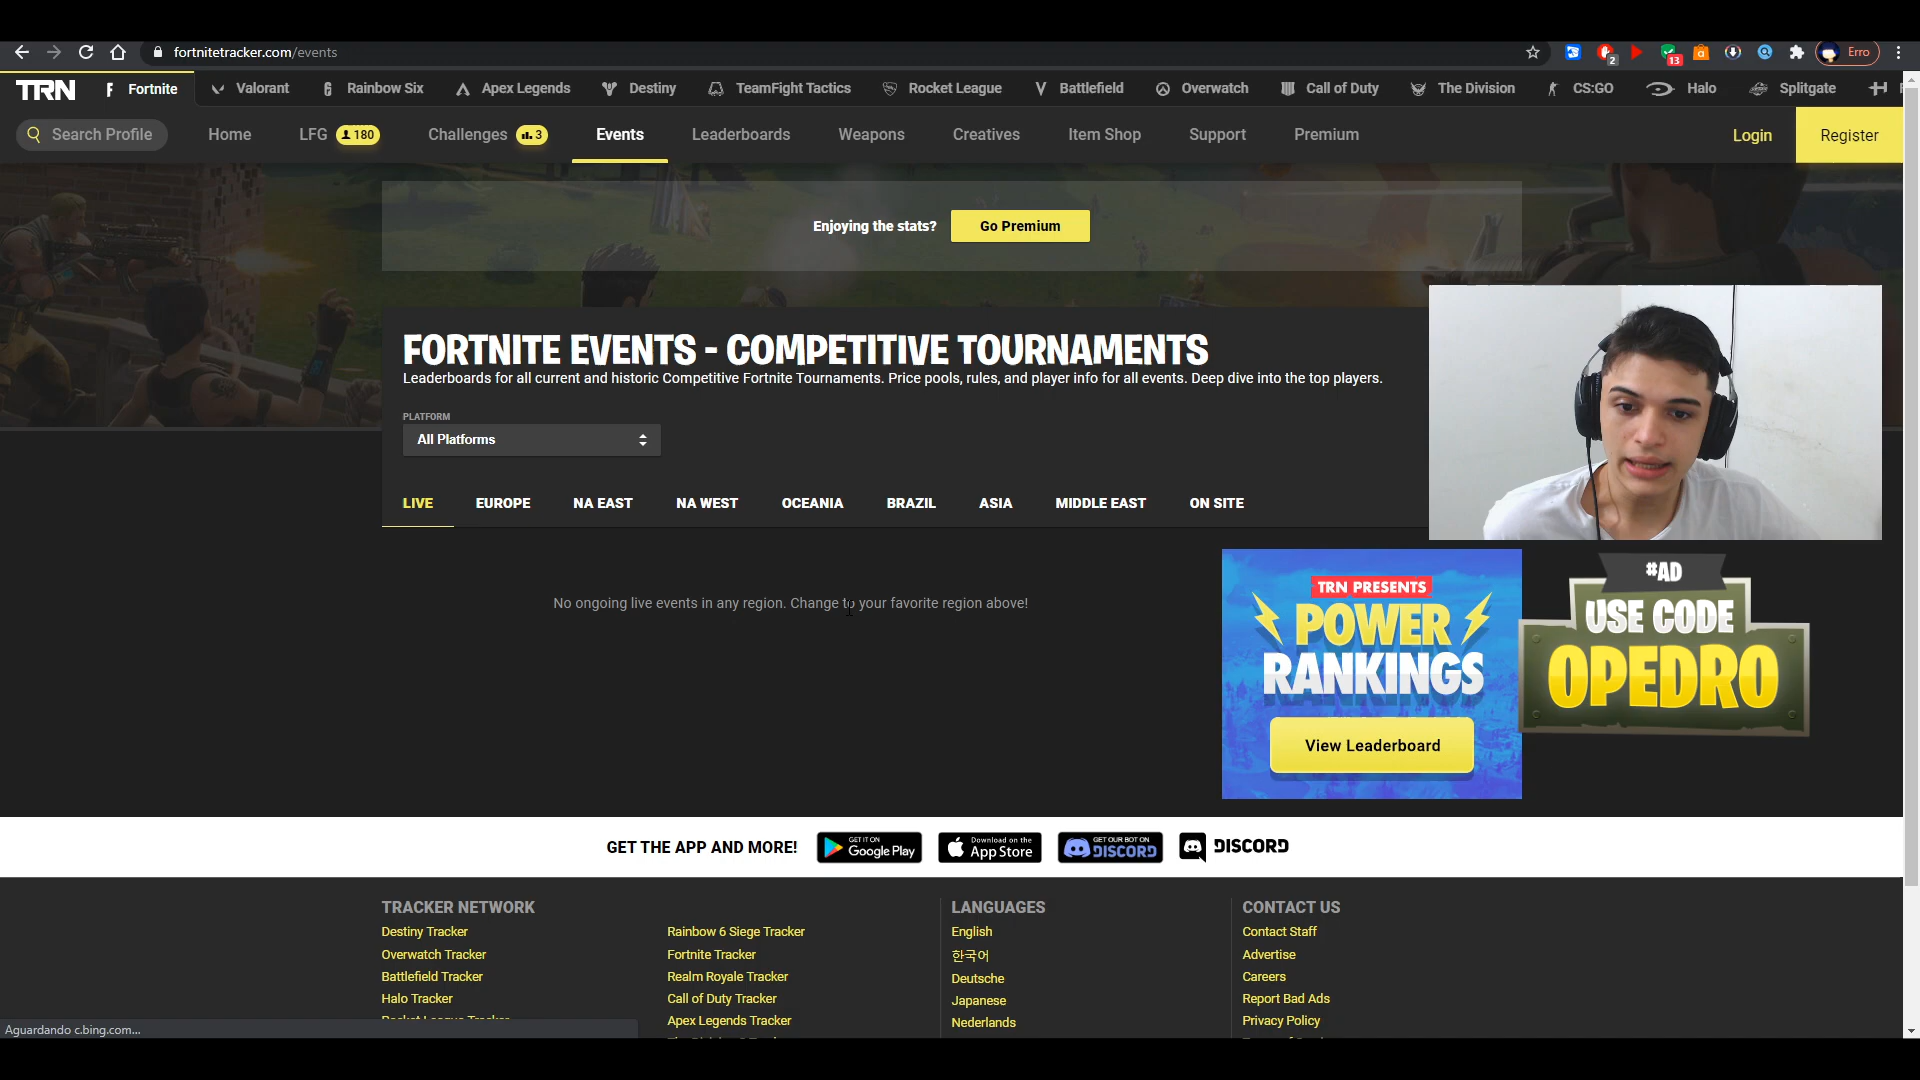 fortnitetracker.com/events
2
13
Erro
TRN
Fortnite
Valorant
Rainbow Six
Apex Legends
Destiny
TeamFight Tactics
Rocket League
Battlefield
Overwatch
Call of Duty
The Division
CS:GO
Halo
Splitgate
Search Profile
Home
LFG 180
Challenges 3
Events
Leaderboards
Weapons
Creatives
Item Shop
Support
Premium
Login
Register
Enjoying the stats?
Go Premium
FORTNITE EVENTS - COMPETITIVE TOURNAMENTS
Leaderboards for all current and historic Competitive Fortnite Tournaments. Price pools, rules, and player info for all events. Deep dive into the top players.
PLATFORM
All Platforms
LIVE
EUROPE
NA EAST
NA WEST
OCEANIA
BRAZIL
ASIA
MIDDLE EAST
ON SITE
No ongoing live events in any region. Change to your favorite region above!
TRN PRESENTS
POWER
RANKINGS
View Leaderboard
#AD
USE CODE
OPEDRO
GET THE APP AND MORE!
GET IT ON
Google Play
Download on the
App Store
GET OUR BOT ON
DISCORD
DISCORD
TRACKER NETWORK
Destiny Tracker
Overwatch Tracker
Battlefield Tracker
Halo Tracker
Rainbow 6 Siege Tracker
Fortnite Tracker
Realm Royale Tracker
Call of Duty Tracker
Apex Legends Tracker
LANGUAGES
English
한국어
Deutsche
Japanese
Nederlands
CONTACT US
Contact Staff
Advertise
Careers
Report Bad Ads
Privacy Policy
Aguardando c.bing.com...